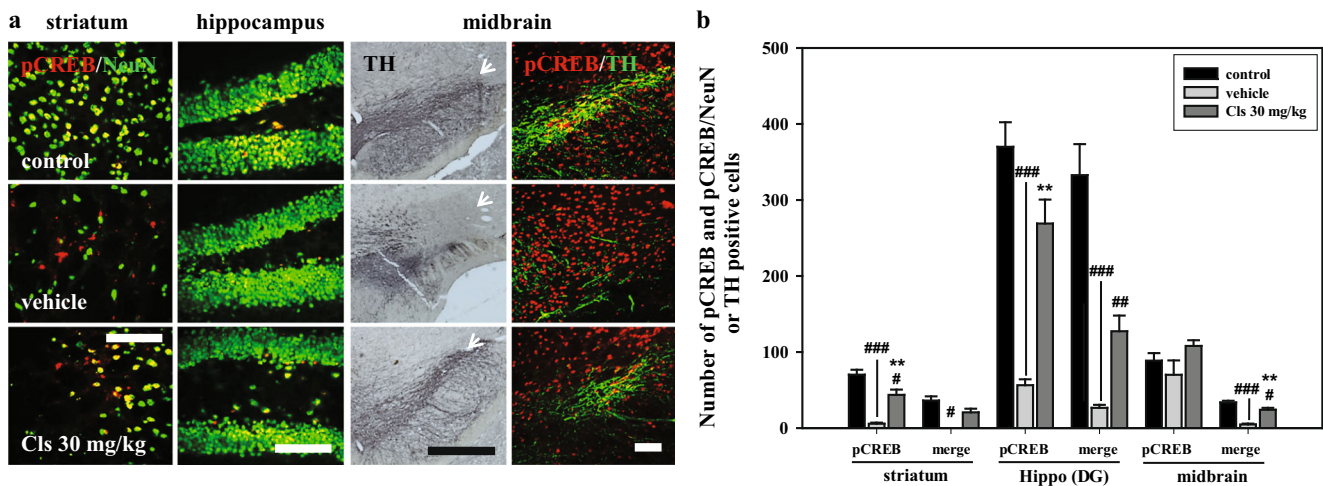 a
striatum hippocampus midbrain
pCREB/NeuN
TH
pCREB/TH
control
vehicle
Cls 30 mg/kg
b
Number of pCREB and pCREB/NeuN
or TH positive cells
500
400
300
200
100
0
control
vehicle
Cls 30 mg/kg
###
**
#
#
###
**
###
##
###
**
#
pCREB merge pCREB merge pCREB merge
striatum Hippo (DG) midbrain